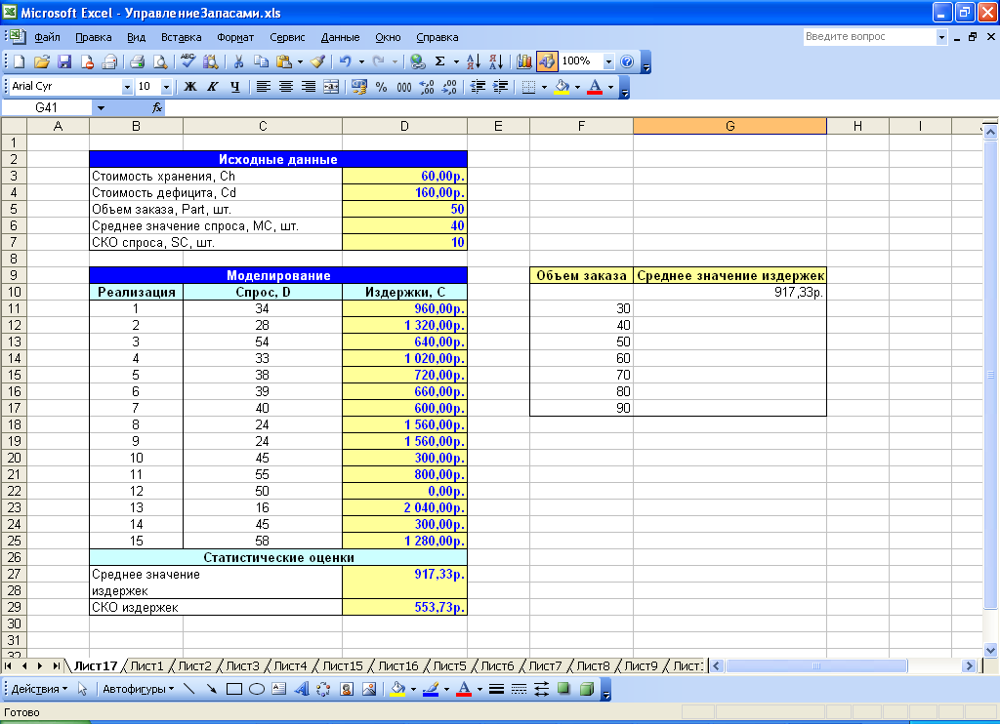 Microsoft Excel - УправлениеЗапасами.xls
Файл Правка Вид Вставка Формат Сервис Данные Окно Справка Введите вопрос
100%
Arial Cyr 10 Ж К Ч % 000
G41 fx
A B C D E F G H I
1
2 Исходные данные
3 Стоимость хранения, Ch 60,00р.
4 Стоимость дефицита, Cd 160,00р.
5 Объем заказа, Part, шт. 50
6 Среднее значение спроса, MC, шт. 40
7 СКО спроса, SC, шт. 10
8
9 Моделирование Объем заказа Среднее значение издержек
10 Реализация Спрос, D Издержки, С 917,33р.
11 1 34 960,00р. 30
12 2 28 1 320,00р. 40
13 3 54 640,00р. 50
14 4 33 1 020,00р. 60
15 5 38 720,00р. 70
16 6 39 660,00р. 80
17 7 40 600,00р. 90
18 8 24 1 560,00р.
19 9 24 1 560,00р.
20 10 45 300,00р.
21 11 55 800,00р.
22 12 50 0,00р.
23 13 16 2 040,00р.
24 14 45 300,00р.
25 15 58 1 280,00р.
26 Статистические оценки
27 Среднее значение 917,33р.
28 издержек
29 СКО издержек 553,73р.
30
31
32
Лист17 Лист1 Лист2 Лист3 Лист4 Лист15 Лист16 Лист5 Лист6 Лист7 Лист8 Лист9 Лист
Действия Автофигуры
Готово